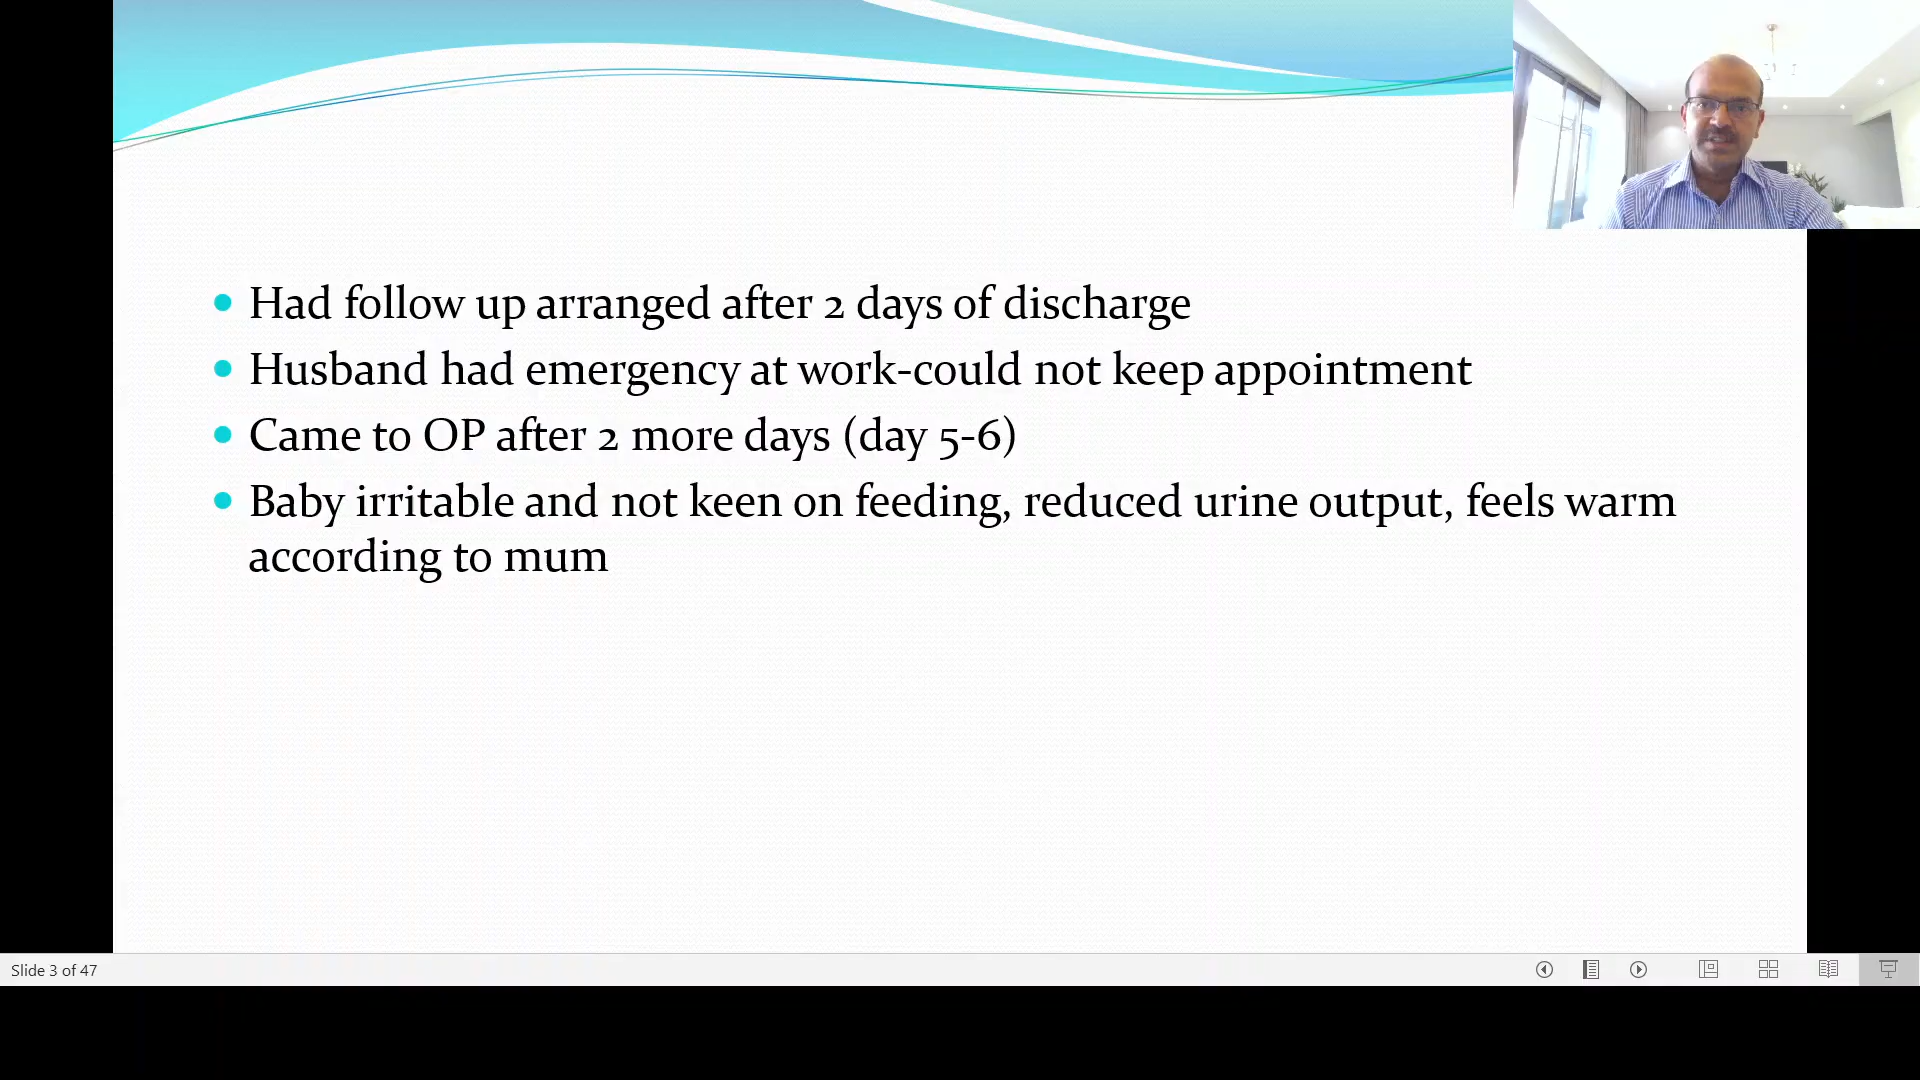 Had follow up arranged after 2 days of discharge
Husband had emergency at work-could not keep appointment
Came to OP after 2 more days (day 5-6)
Baby irritable and not keen on feeding, reduced urine output, feels warm
according to mum
Slide 3 of 47